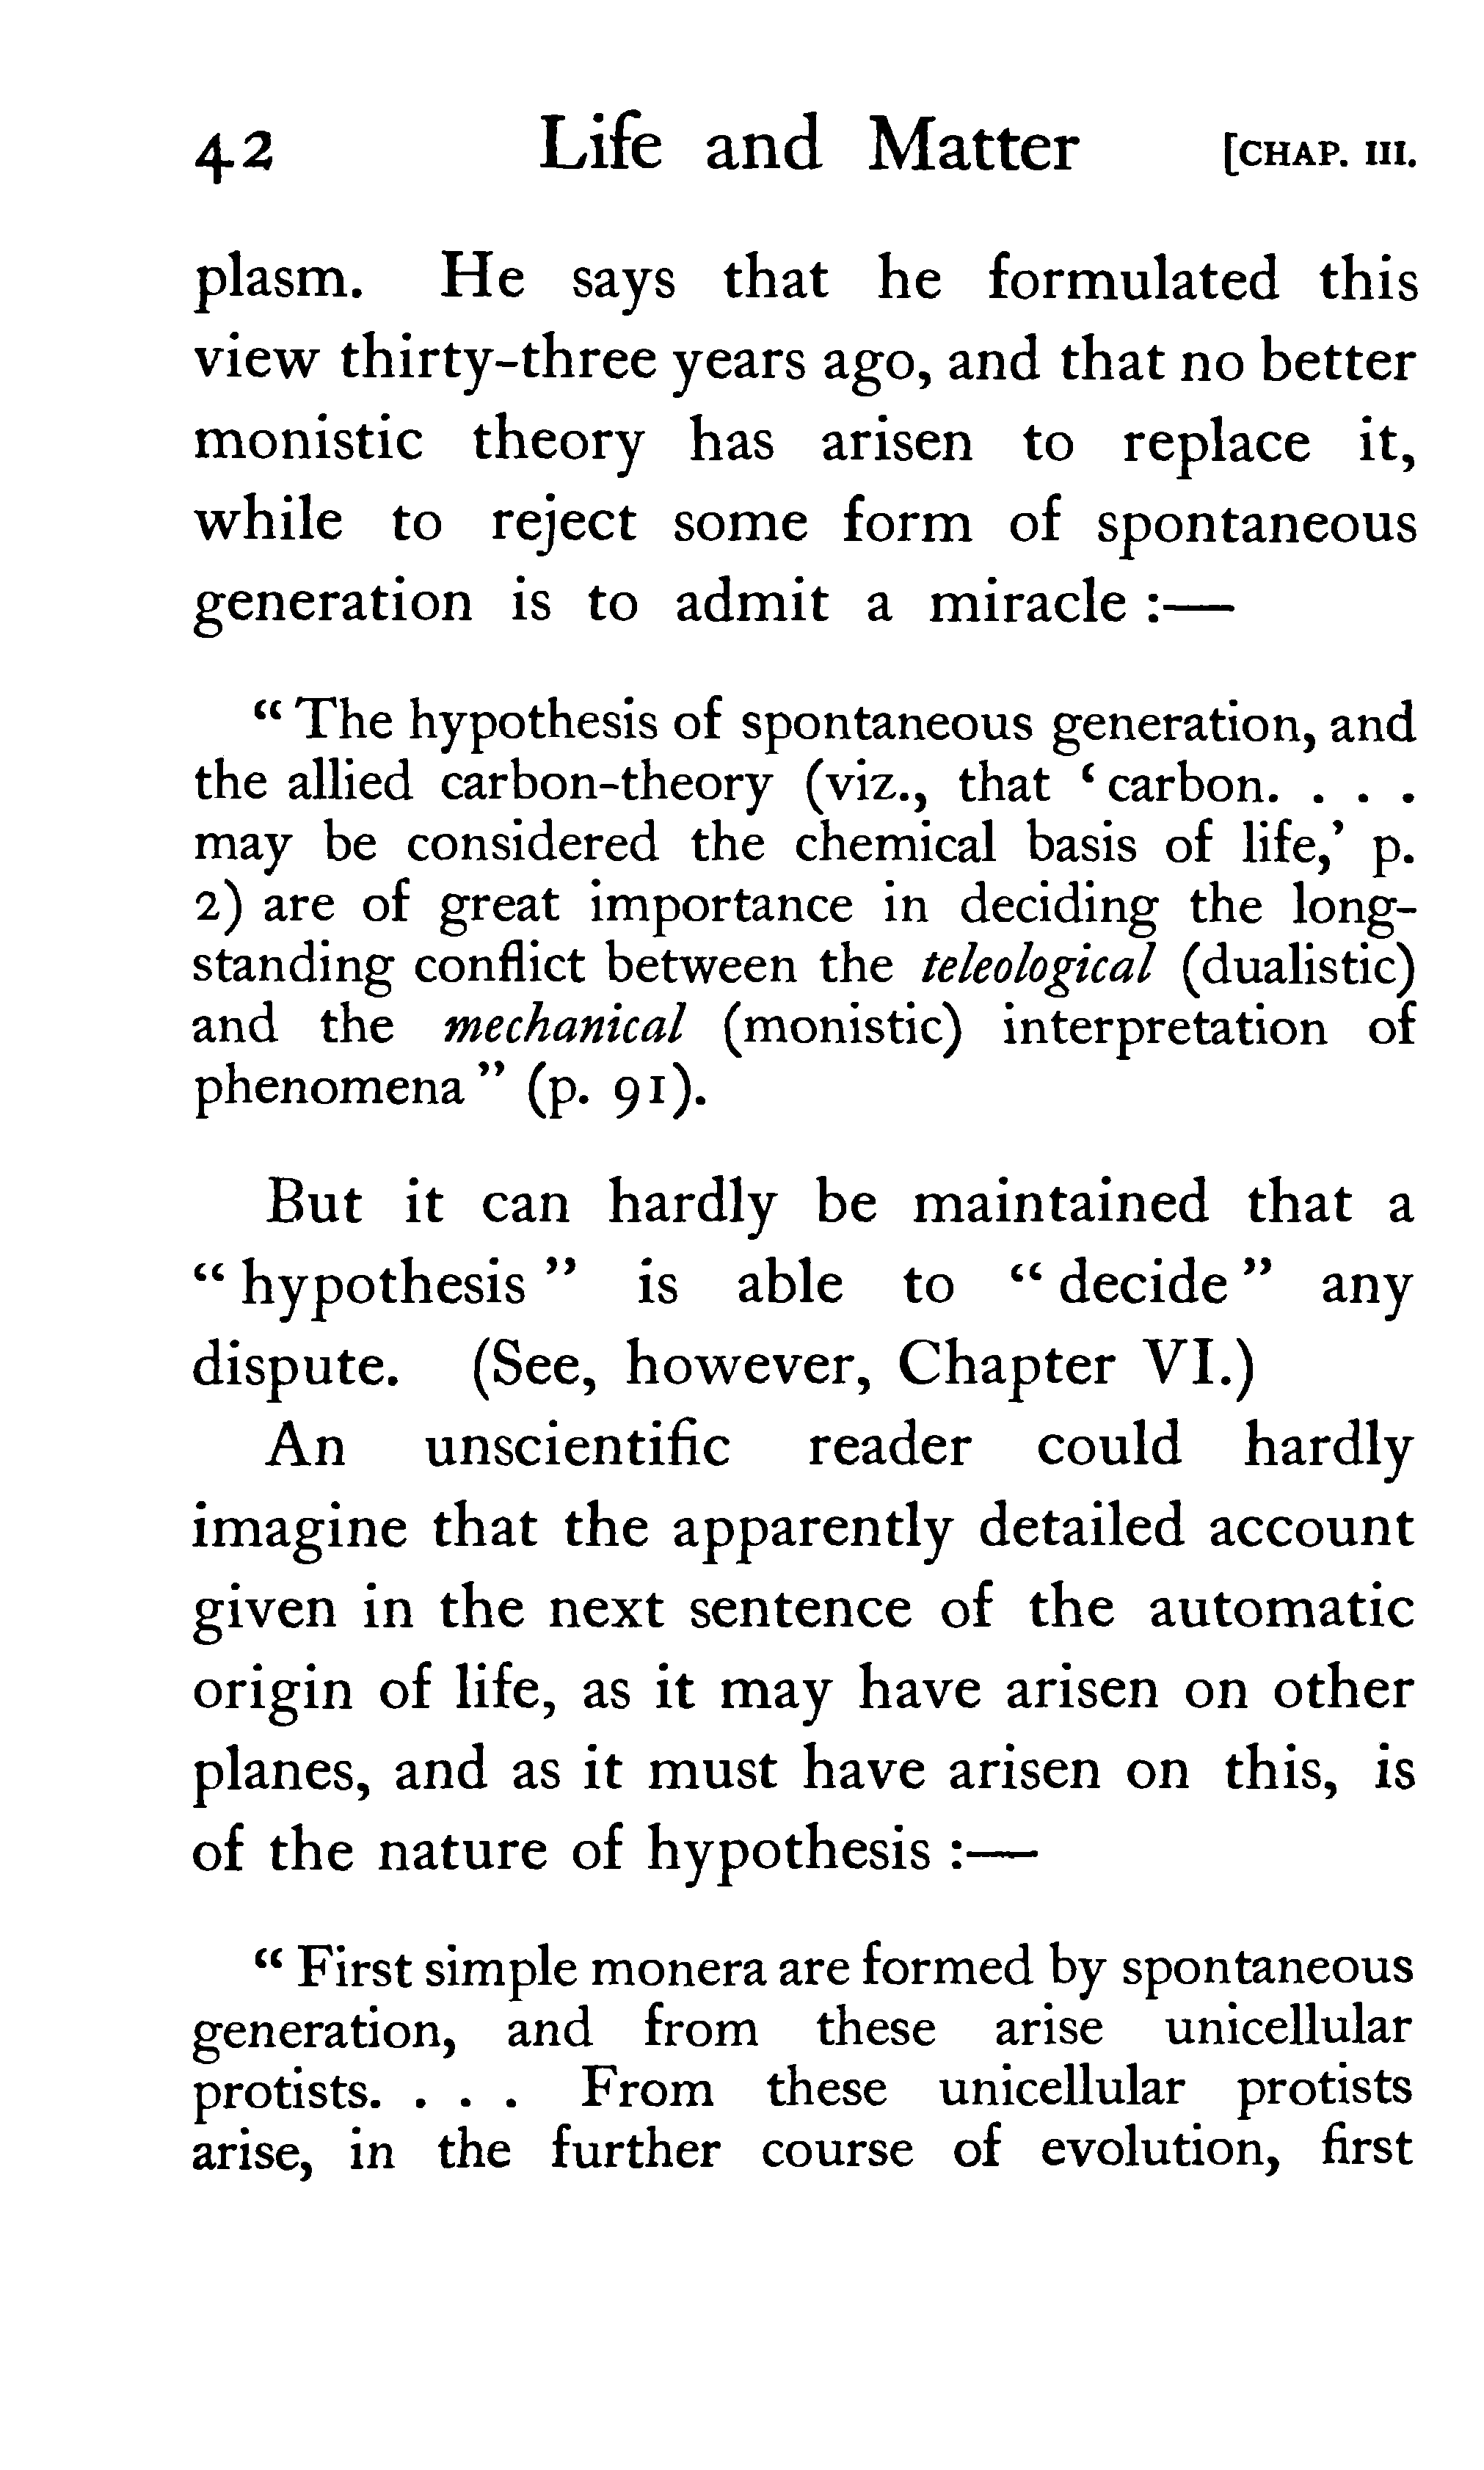 42 Life and Matter [CHAP. III.
plasm. He says that he formulated this
view thirty-three years ago, and that no better
monistic theory has arisen to replace it,
while to reject some form of spontaneous
generation is to admit a miracle :—
“ The hypothesis of spontaneous generation, and
the allied carbon-theory (viz., that ‘ carbon. . . .
may be considered the chemical basis of life,’ p.
2) are of great importance in deciding the long-
standing conflict between the teleological (dualistic)
and the mechanical (monistic) interpretation of
phenomena ” (p. 91).
But it can hardly be maintained that a
“ hypothesis ” is able to “ decide ” any
dispute. (See, however, Chapter VI.)
An unscientific reader could hardly
imagine that the apparently detailed account
given in the next sentence of the automatic
origin of life, as it may have arisen on other
planes, and as it must have arisen on this, is
of the nature of hypothesis :—
“ First simple monera are formed by spontaneous
generation, and from these arise unicellular
protists. . . . From these unicellular protists
arise, in the further course of evolution, first